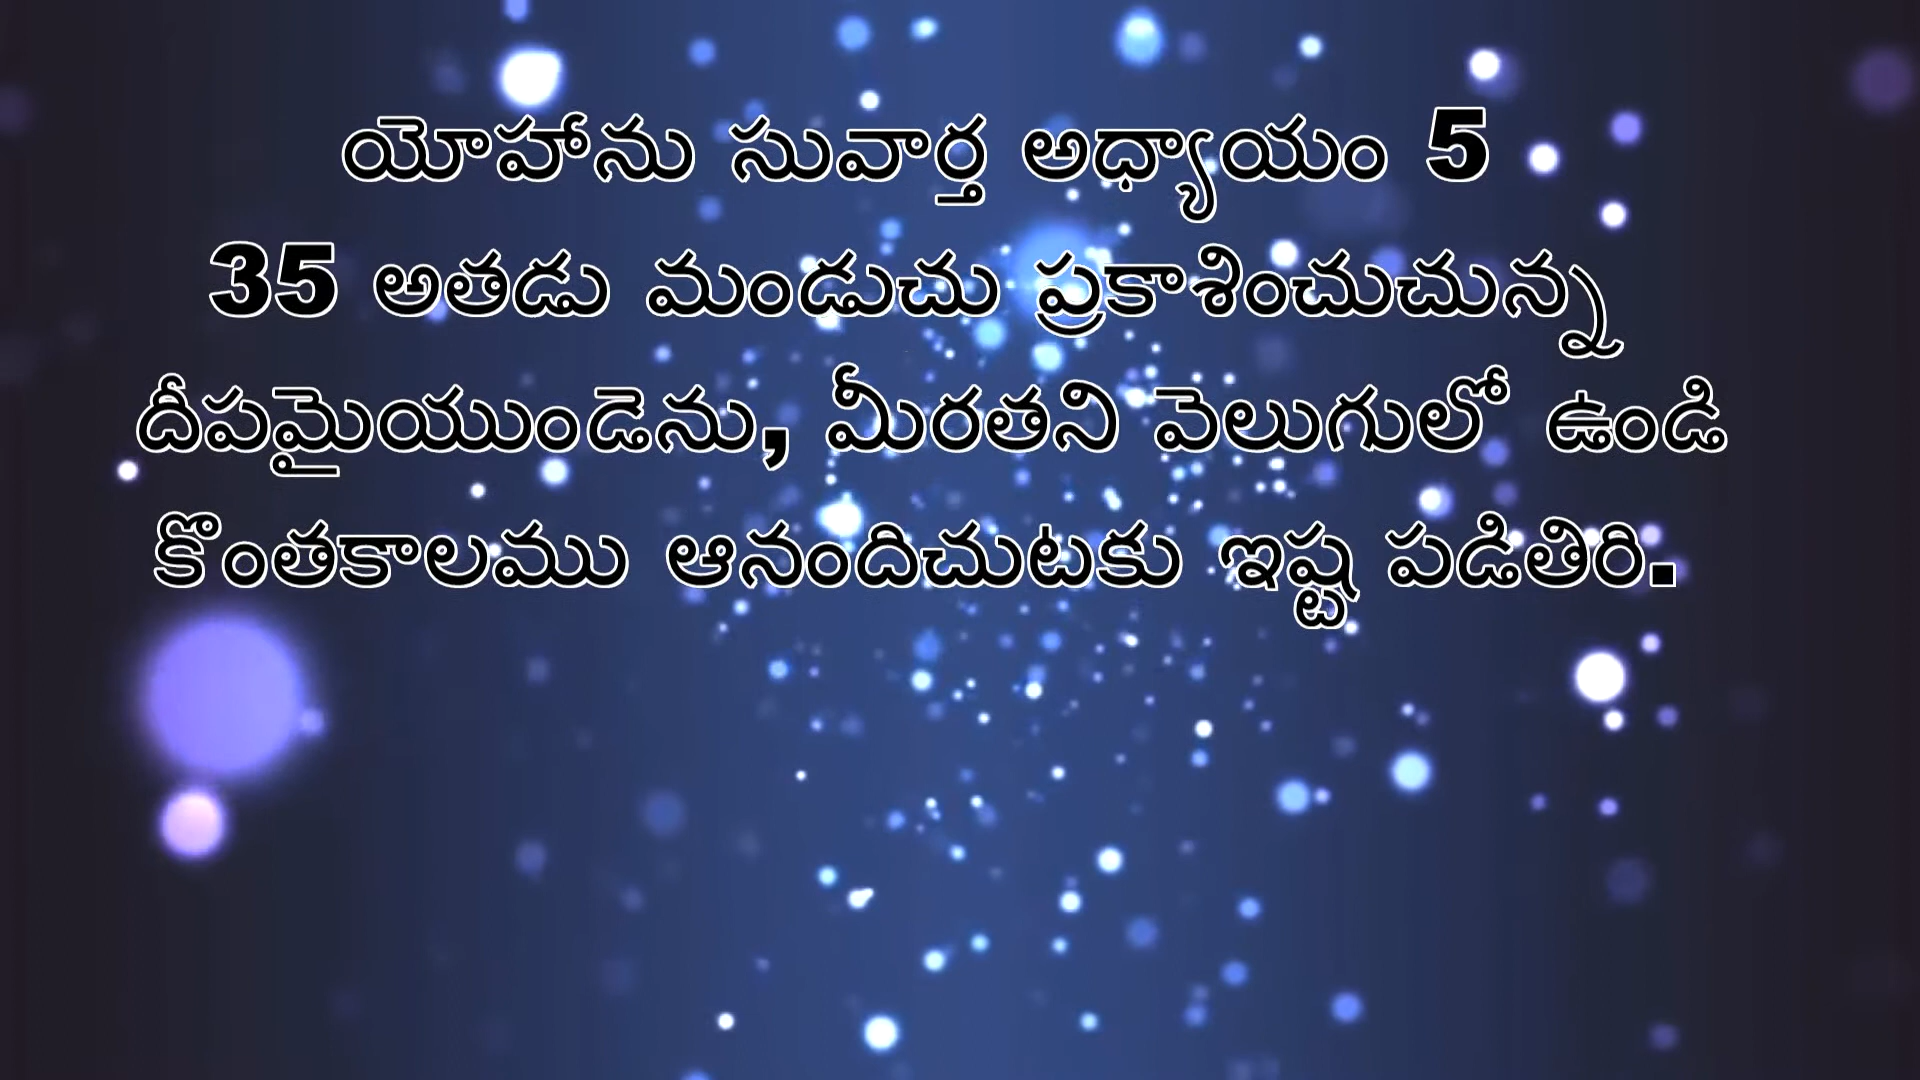 యోహాను సువార్త అధ్యాయం 5
35 అతడు మండుచు ప్రకాశించుచున్న
దీపమైయుండెను, మీరతని వెలుగులో ఉండి
కొంతకాలము ఆనందిచుటకు ఇష్ట పడితిరి.